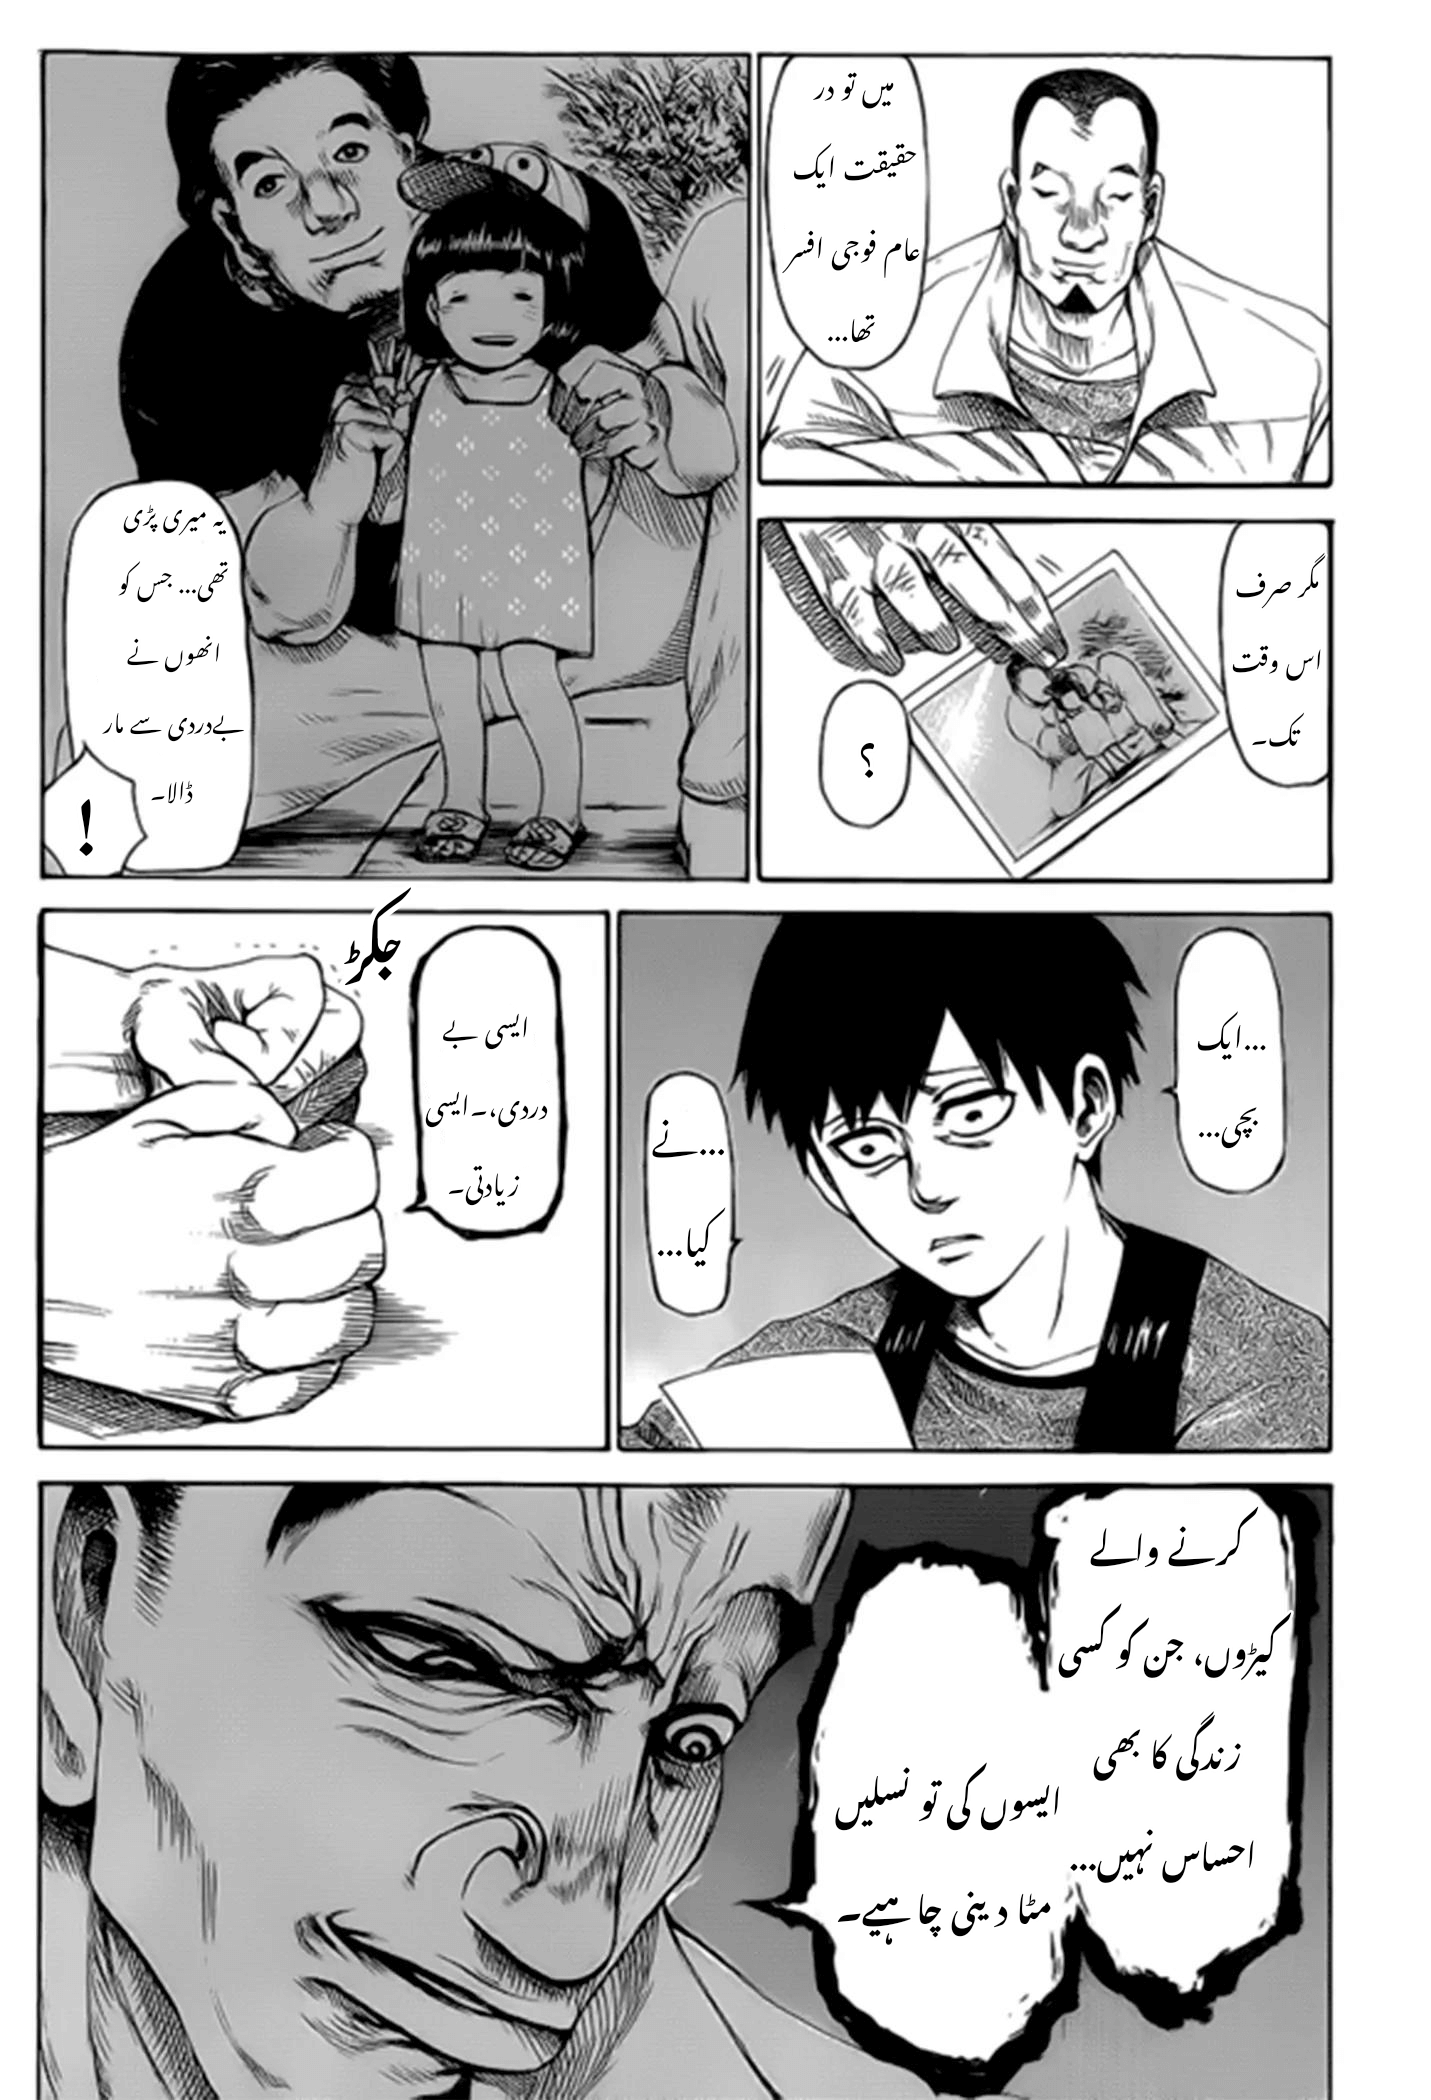 میں تو در
حقیقت ایک
عام فوجی افسر
تھا...
مگر صرف
اس وقت
تک۔
؟
یہ میری پڑی
تھی... جس کو
انھوں نے
بےدردی سے مار
ڈالا۔
!
...ایک
بچی...
...نے
کیا...
ایسی بے
دردی،۔ایسی
زیادتی۔
جکڑ
کرنے والے
کیڑوں، جن کو کسی
زندگی کا بھی
احساس نہیں...
ایسوں کی تو نسلیں
مٹا دینی چاہیے۔